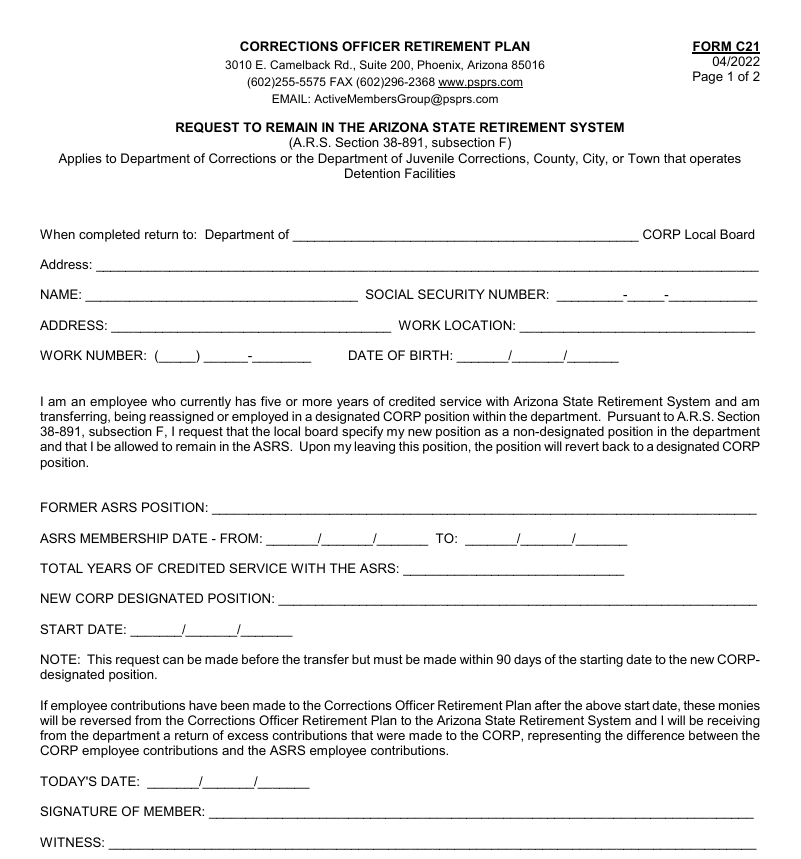 CORRECTIONS OFFICER RETIREMENT PLAN
FORM C21
3010 E. Camelback Rd., Suite 200, Phoenix, Arizona 85016
04/2022
(602)255-5575 FAX (602)296-2368 www.psprs.com
Page 1 of 2
EMAIL: ActiveMembersGroup@psprs.com
REQUEST TO REMAIN IN THE ARIZONA STATE RETIREMENT SYSTEM
(A.R.S. Section 38-891, subsection F)
Applies to Department of Corrections or the Department of Juvenile Corrections, County, City, or Town that operates
Detention Facilities
When completed return to: Department of ______________________________________________ CORP Local Board
Address: ________________________________________________________________________________________
NAME: ____________________________________ SOCIAL SECURITY NUMBER: _________-_____-____________
ADDRESS: _____________________________________ WORK LOCATION: _______________________________
WORK NUMBER: (_____) ______-________ DATE OF BIRTH: _______/_______/_______
I am an employee who currently has five or more years of credited service with Arizona State Retirement System and am
transferring, being reassigned or employed in a designated CORP position within the department. Pursuant to A.R.S. Section
38-891, subsection F, I request that the local board specify my new position as a non-designated position in the department
and that I be allowed to remain in the ASRS. Upon my leaving this position, the position will revert back to a designated CORP
position.
FORMER ASRS POSITION: ________________________________________________________________________
ASRS MEMBERSHIP DATE - FROM: _______/_______/_______ TO: _______/_______/_______
TOTAL YEARS OF CREDITED SERVICE WITH THE ASRS: _____________________________
NEW CORP DESIGNATED POSITION: _______________________________________________________________
START DATE: _______/_______/_______
NOTE: This request can be made before the transfer but must be made within 90 days of the starting date to the new CORP-
designated position.
If employee contributions have been made to the Corrections Officer Retirement Plan after the above start date, these monies
will be reversed from the Corrections Officer Retirement Plan to the Arizona State Retirement System and I will be receiving
from the department a return of excess contributions that were made to the CORP, representing the difference between the
CORP employee contributions and the ASRS employee contributions.
TODAY'S DATE: _______/_______/_______
SIGNATURE OF MEMBER: ________________________________________________________________________
WITNESS: ______________________________________________________________________________________